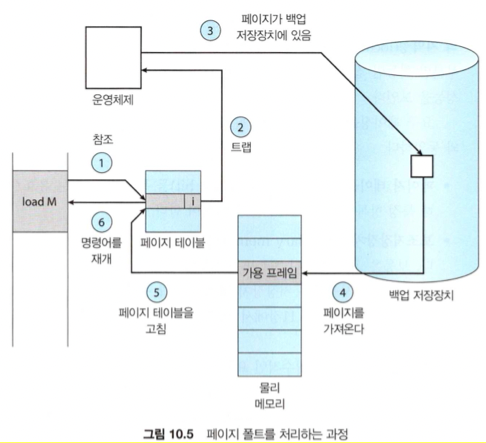 3
페이지가 백업
저장장치에 있음
운영체제
2
트랩
참조
1
load M
i
6
명령어를
재개
페이지 테이블
5
페이지 테이블을
고침
가용 프레임
4
페이지를
가져온다
백업 저장장치
물리
메모리
그림 10.5 페이지 폴트를 처리하는 과정